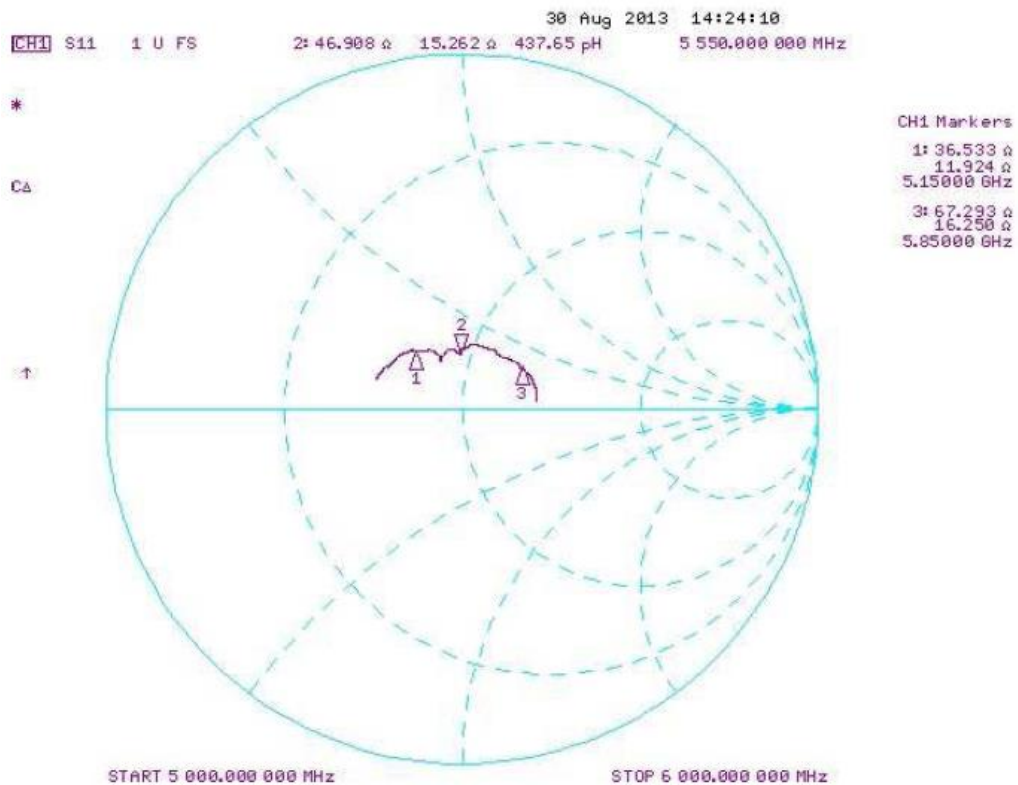 30 Aug 2013 14:24:10
CH1 S11 1 U FS 2: 46.908 Ω 15.262 Ω 437.65 pH 5 550.000 000 MHz
*
CΔ
↑
CH1 Markers
1: 36.533 Ω
11.924 Ω
5.15000 GHz
3: 67.293 Ω
16.250 Ω
5.85000 GHz
2
1
3
START 5 000.000 000 MHz STOP 6 000.000 000 MHz